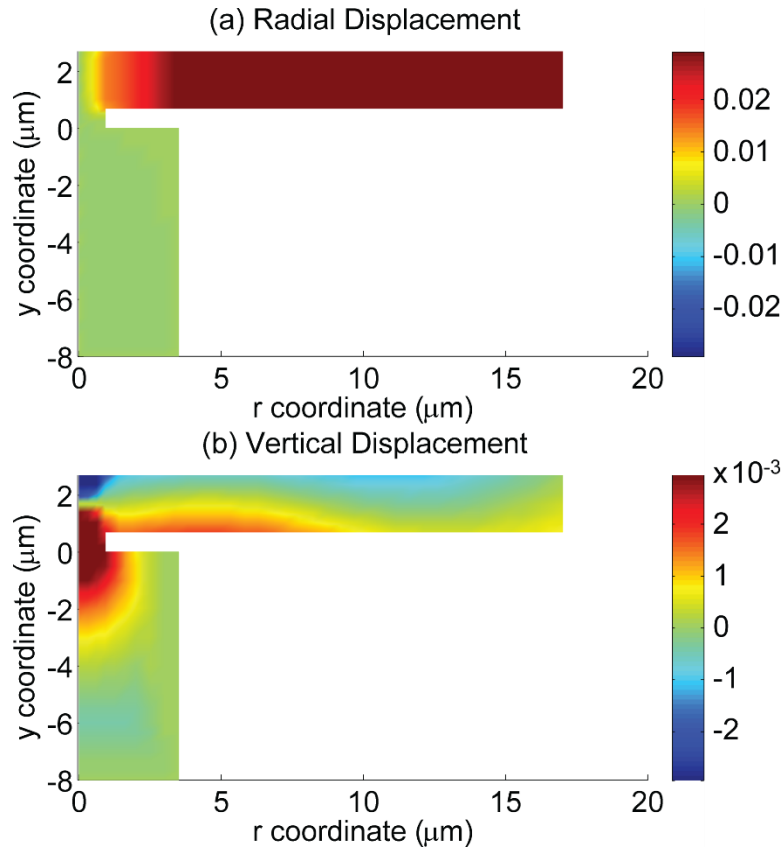 (a) Radial Displacement
y coordinate (μm)
2
0
-2
-4
-6
-8
0.02
0.01
0
-0.01
-0.02
0 5 10 15 20
r coordinate (μm)
(b) Vertical Displacement
y coordinate (μm)
2
0
-2
-4
-6
-8
x10⁻³
2
1
0
-1
-2
0 5 10 15 20
r coordinate (μm)